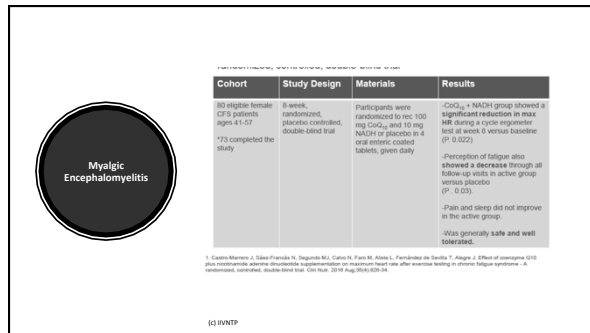 randomized, controlled, double-blind trial
Myalgic
Encephalomyelitis
Cohort
Study Design
Materials
Results
80 eligible female
CFS patients
ages 41-57
*73 completed the
study
8-week,
randomized,
placebo controlled,
double-blind trial
Participants were
randomized to rec 100
mg CoQ10 and 10 mg
NADH or placebo in 4
oral enteric coated
tablets, given daily
-CoQ10 + NADH group showed a
significant reduction in max
HR during a cycle ergometer
test at week 8 versus baseline
(P. 0.022)
-Perception of fatigue also
showed a decrease through all
follow-up visits in active group
versus placebo
(P . 0.03).
-Pain and sleep did not improve
in the active group.
-Was generally safe and well
tolerated.
1. Castro-Marrero J, Sáez-Francàs N, Segundo MJ, Calvo N, Faro M, Aliste L, Fernández de Sevilla T, Alegre J. Effect of coenzyme Q10
plus nicotinamide adenine dinucleotide supplementation on maximum heart rate after exercise testing in chronic fatigue syndrome - A
randomized, controlled, double-blind trial. Clin Nutr. 2016 Aug;35(4):826-34.
(c) IIVNTP